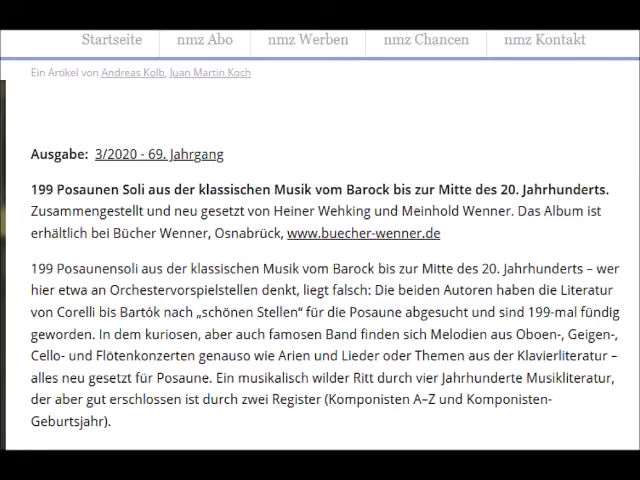 Startseite nmz Abo nmz Werben nmz Chancen nmz Kontakt
Ein Artikel von Andreas Kolb, Juan Martin Koch
Ausgabe: 3/2020 - 69. Jahrgang
199 Posaunen Soli aus der klassischen Musik vom Barock bis zur Mitte des 20. Jahrhunderts.
Zusammengestellt und neu gesetzt von Heiner Wehking und Meinhold Wenner. Das Album ist
erhältlich bei Bücher Wenner, Osnabrück, www.buecher-wenner.de
199 Posaunensoli aus der klassischen Musik vom Barock bis zur Mitte des 20. Jahrhunderts – wer
hier etwa an Orchestervorspielstellen denkt, liegt falsch: Die beiden Autoren haben die Literatur
von Corelli bis Bartók nach „schönen Stellen“ für die Posaune abgesucht und sind 199-mal fündig
geworden. In dem kuriosen, aber auch famosen Band finden sich Melodien aus Oboen-, Geigen-,
Cello- und Flötenkonzerten genauso wie Arien und Lieder oder Themen aus der Klavierliteratur –
alles neu gesetzt für Posaune. Ein musikalisch wilder Ritt durch vier Jahrhunderte Musikliteratur,
der aber gut erschlossen ist durch zwei Register (Komponisten A–Z und Komponisten-
Geburtsjahr).